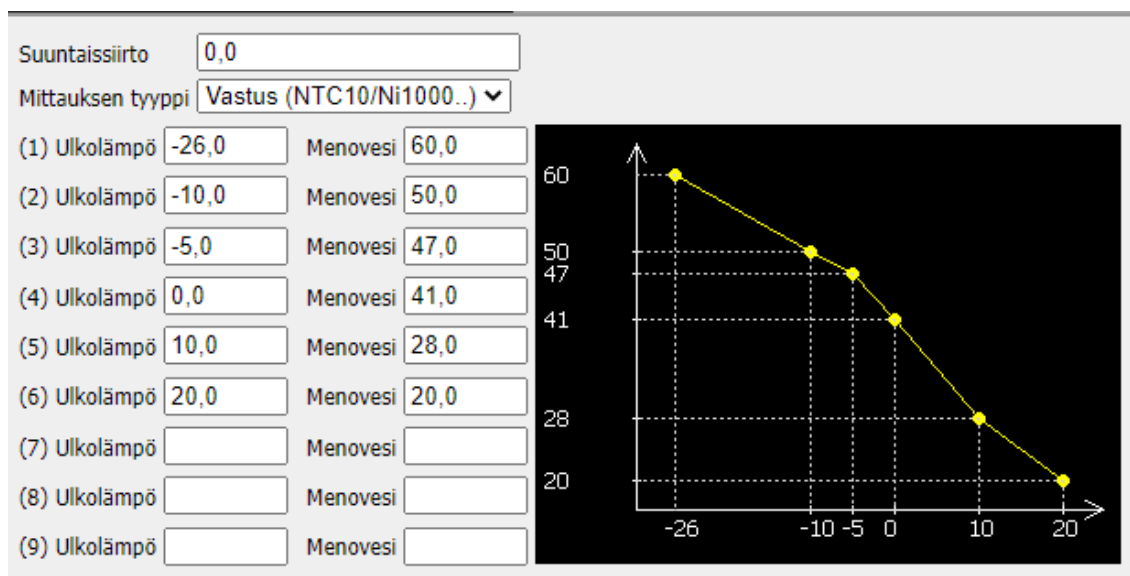 Suuntaissiirto 0,0
Mittauksen tyyppi Vastus (NTC10/Ni1000..)
(1) Ulkolämpö -26,0 Menovesi 60,0
(2) Ulkolämpö -10,0 Menovesi 50,0
(3) Ulkolämpö -5,0 Menovesi 47,0
(4) Ulkolämpö 0,0 Menovesi 41,0
(5) Ulkolämpö 10,0 Menovesi 28,0
(6) Ulkolämpö 20,0 Menovesi 20,0
(7) Ulkolämpö Menovesi
(8) Ulkolämpö Menovesi
(9) Ulkolämpö Menovesi
60
50
47
41
28
20
-26 -10 -5 0 10 20